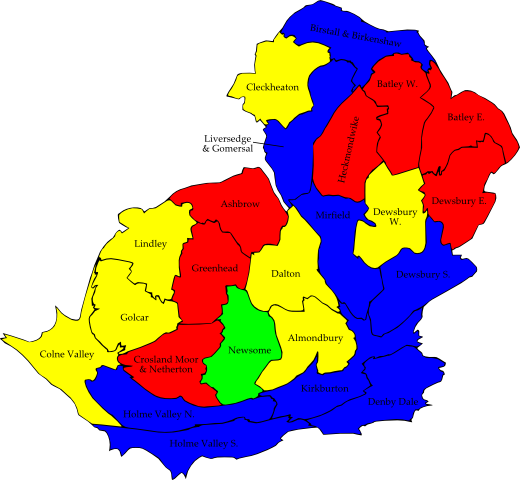 Birstall & Birkenshaw
Cleckheaton
Batley W.
Batley E.
Liversedge
& Gomersal
Heckmondwike
Ashbrow
Mirfield
Dewsbury
W.
Dewsbury E.
Lindley
Greenhead
Dalton
Dewsbury S.
Golcar
Colne Valley
Crosland Moor
& Netherton
Newsome
Almondbury
Kirkburton
Holme Valley N.
Denby Dale
Holme Valley S.